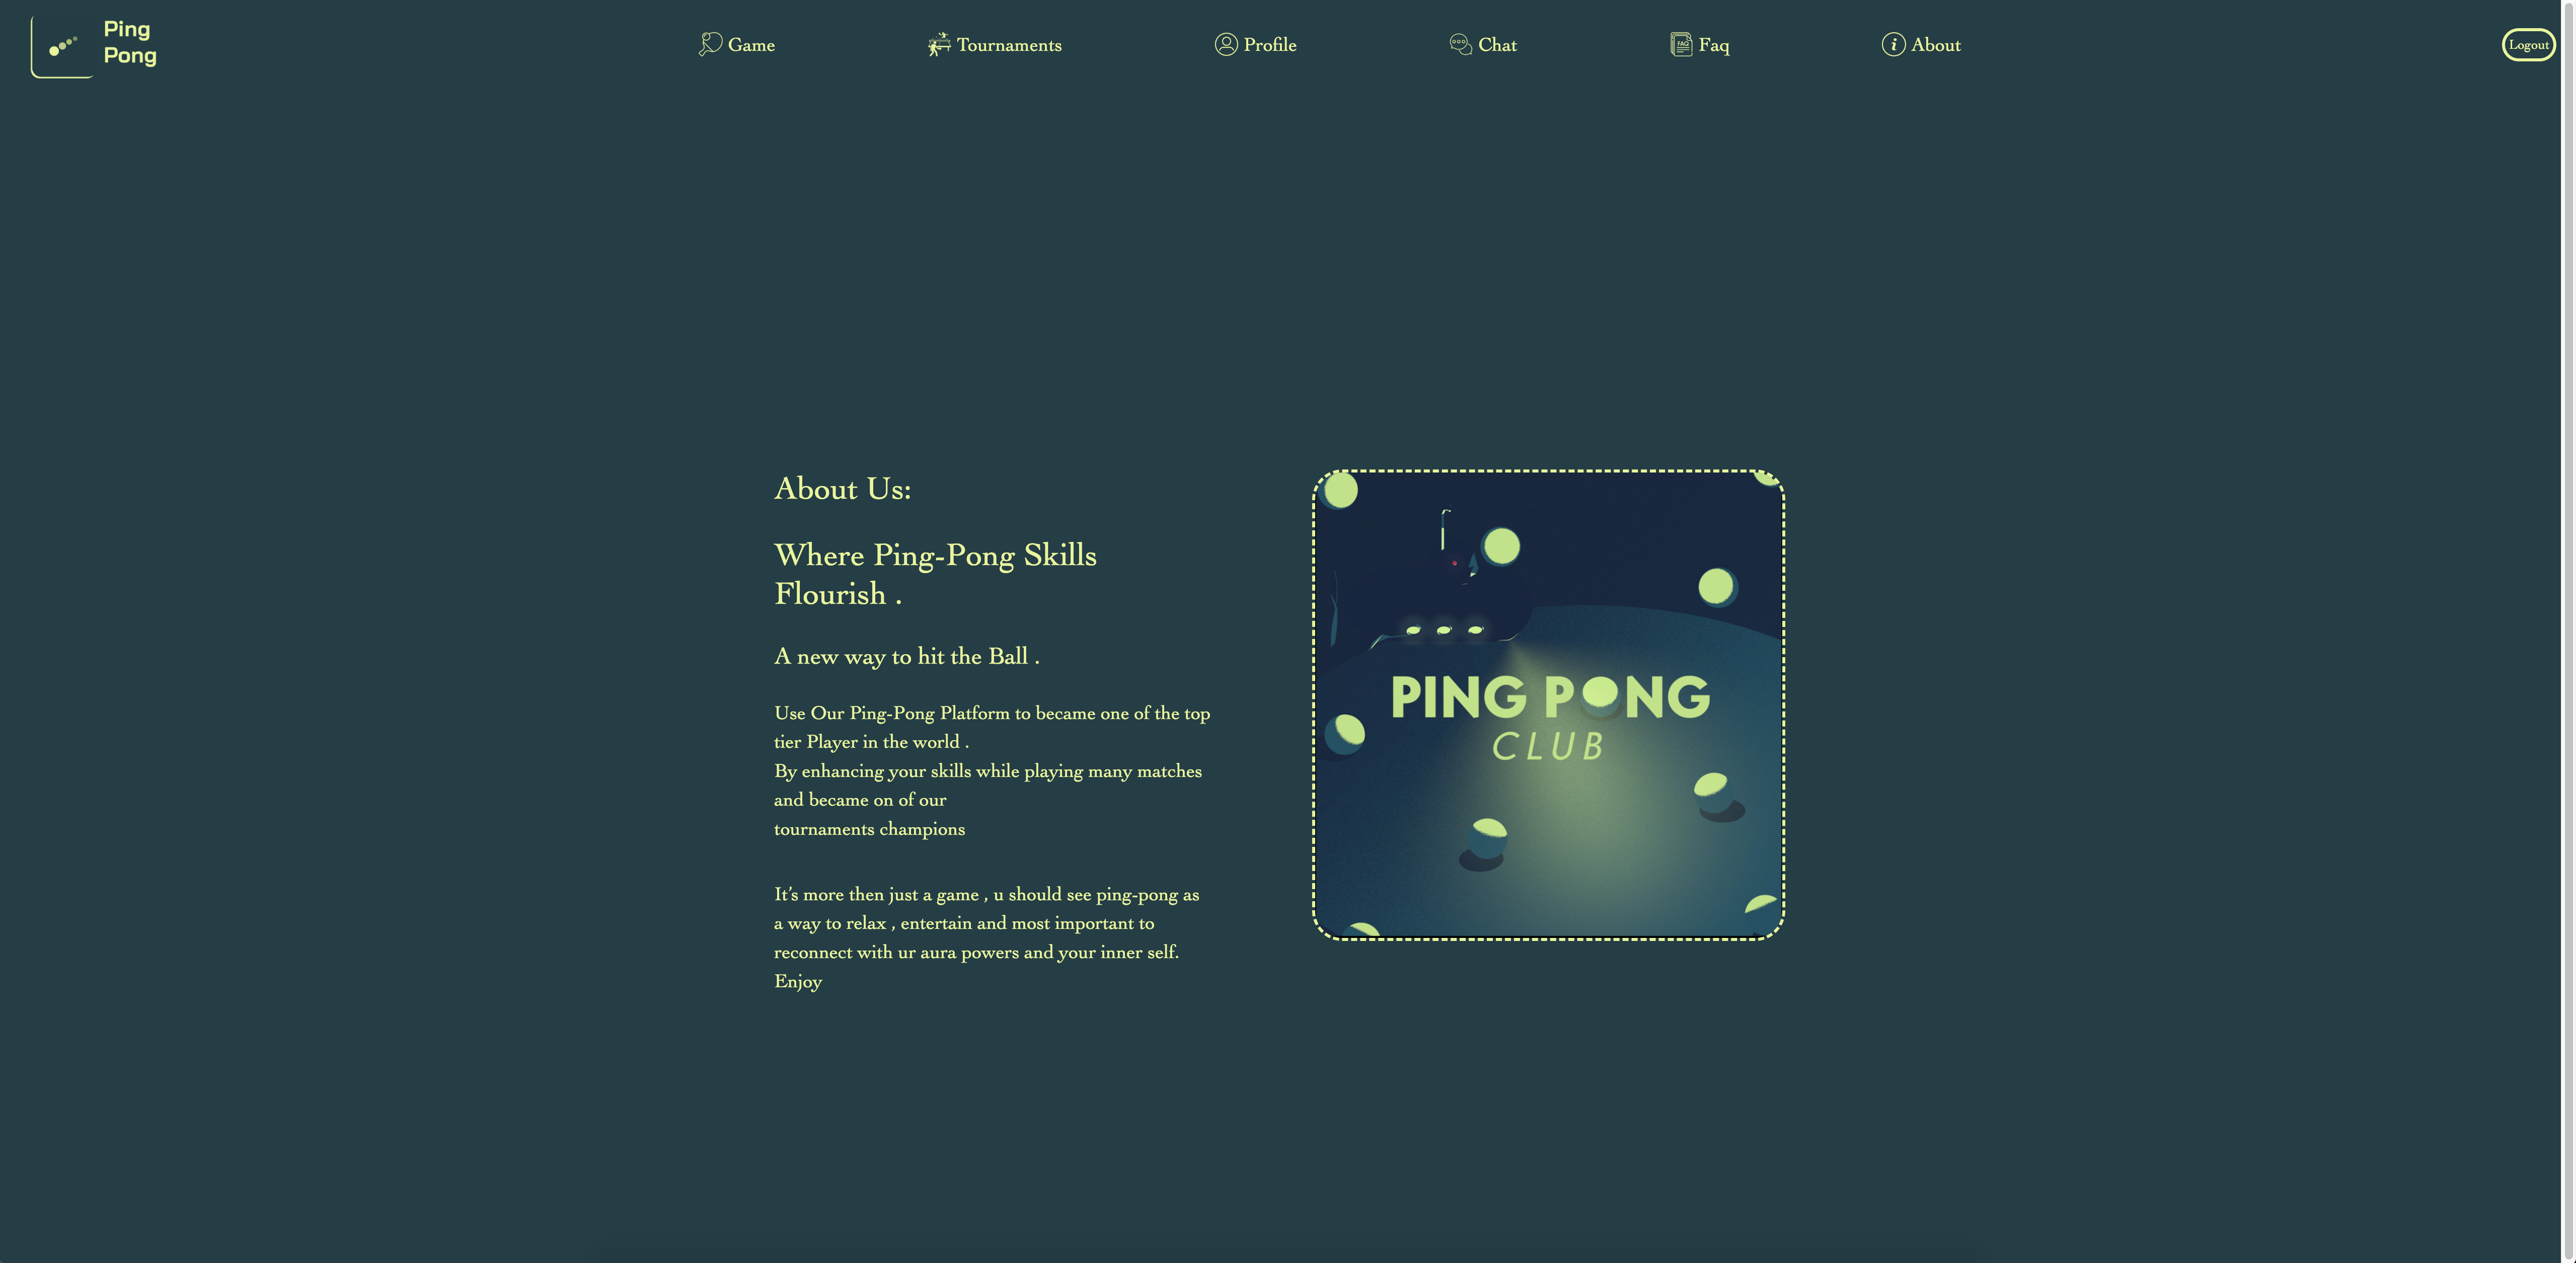 Ping
Pong
Game
Tournaments
Profile
Chat
FAQ
Faq
About
Logout
About Us:
Where Ping-Pong Skills
Flourish .
A new way to hit the Ball .
Use Our Ping-Pong Platform to became one of the top
tier Player in the world .
By enhancing your skills while playing many matches
and became on of our
tournaments champions
It’s more then just a game , u should see ping-pong as
a way to relax , entertain and most important to
reconnect with ur aura powers and your inner self.
Enjoy
PING PONG
CLUB